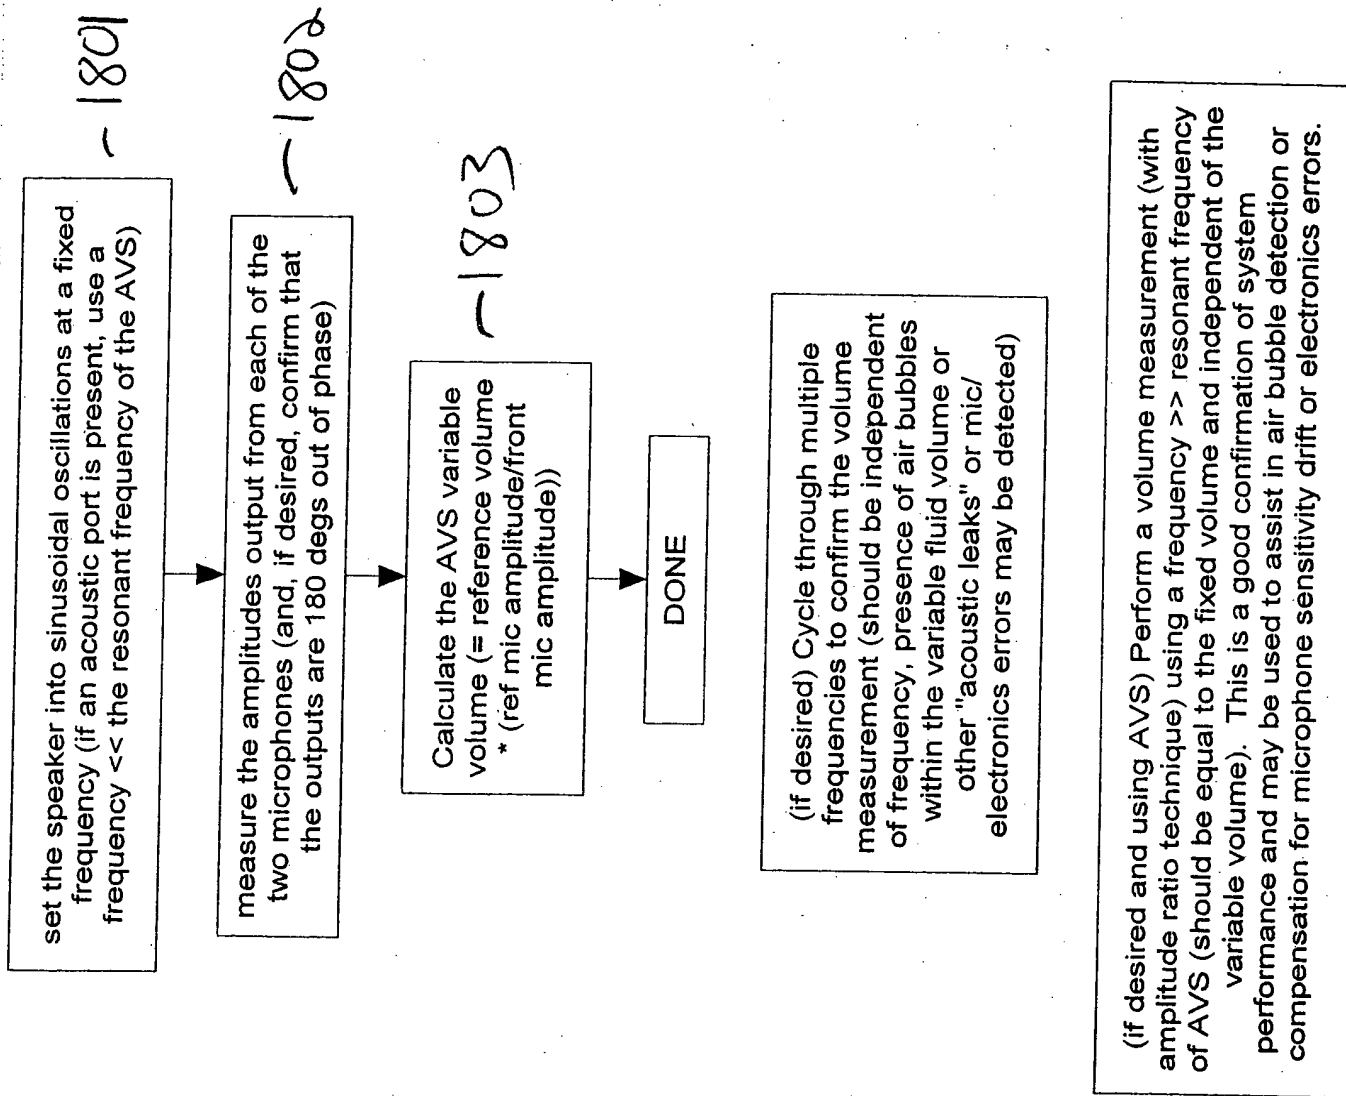 set the speaker into sinusoidal oscillations at a fixed
frequency (if an acoustic port is present, use a
frequency << the resonant frequency of the AVS)
1801
measure the amplitudes output from each of the
two microphones (and, if desired, confirm that
the outputs are 180 degs out of phase)
1802
Calculate the AVS variable
volume (= reference volume
* (ref mic amplitude/front
mic amplitude))
1803
DONE
(if desired) Cycle through multiple
frequencies to confirm the volume
measurement (should be independent
of frequency, presence of air bubbles
within the variable fluid volume or
other "acoustic leaks" or mic/
electronics errors may be detected)
(if desired and using AVS) Perform a volume measurement (with
amplitude ratio technique) using a frequency >> resonant frequency
of AVS (should be equal to the fixed volume and independent of the
variable volume). This is a good confirmation of system
performance and may be used to assist in air bubble detection or
compensation for microphone sensitivity drift or electronics errors.